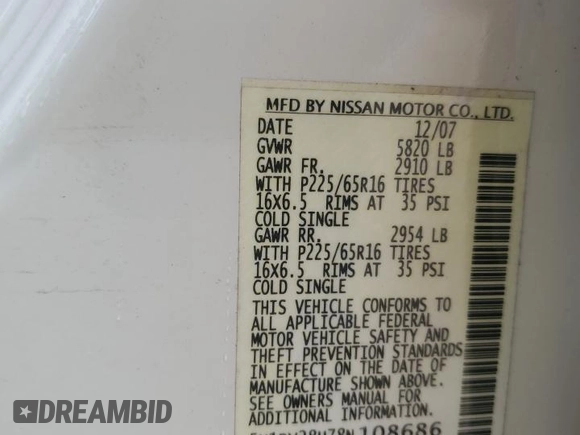 MFD BY NISSAN MOTOR CO., LTD.
DATE 12/07
GVWR 5820 LB
GAWR FR. 2910 LB
WITH P225/65R16 TIRES
16X6.5 RIMS AT 35 PSI
COLD SINGLE
GAWR RR. 2954 LB
WITH P225/65R16 TIRES
16X6.5 RIMS AT 35 PSI
COLD SINGLE
THIS VEHICLE CONFORMS TO
ALL APPLICABLE FEDERAL
MOTOR VEHICLE SAFETY AND
THEFT PREVENTION STANDARDS
IN EFFECT ON THE DATE OF
MANUFACTURE SHOWN ABOVE.
SEE OWNERS MANUAL FOR
ADDITIONAL INFORMATION.
108686
DREAMBID